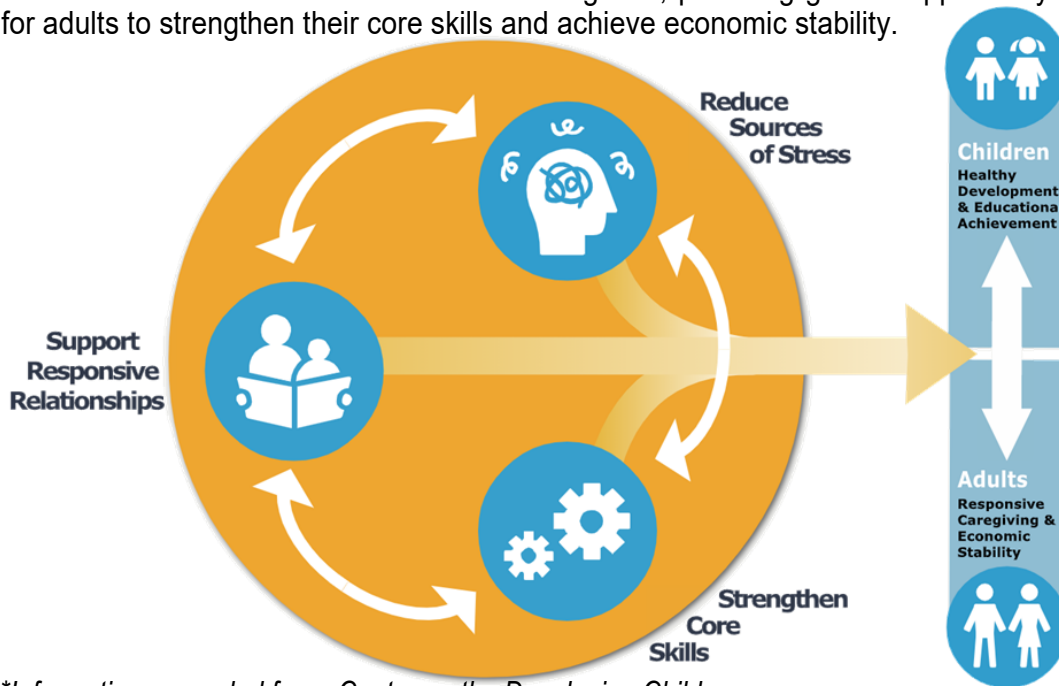 for adults to strengthen their core skills and achieve economic stability.
Reduce
Sources
of Stress
Support
Responsive
Relationships
Strengthen
Core
Skills
Children
Healthy
Development
& Educationa
Achievement
Adults
Responsive
Caregiving &
Economic
Stability